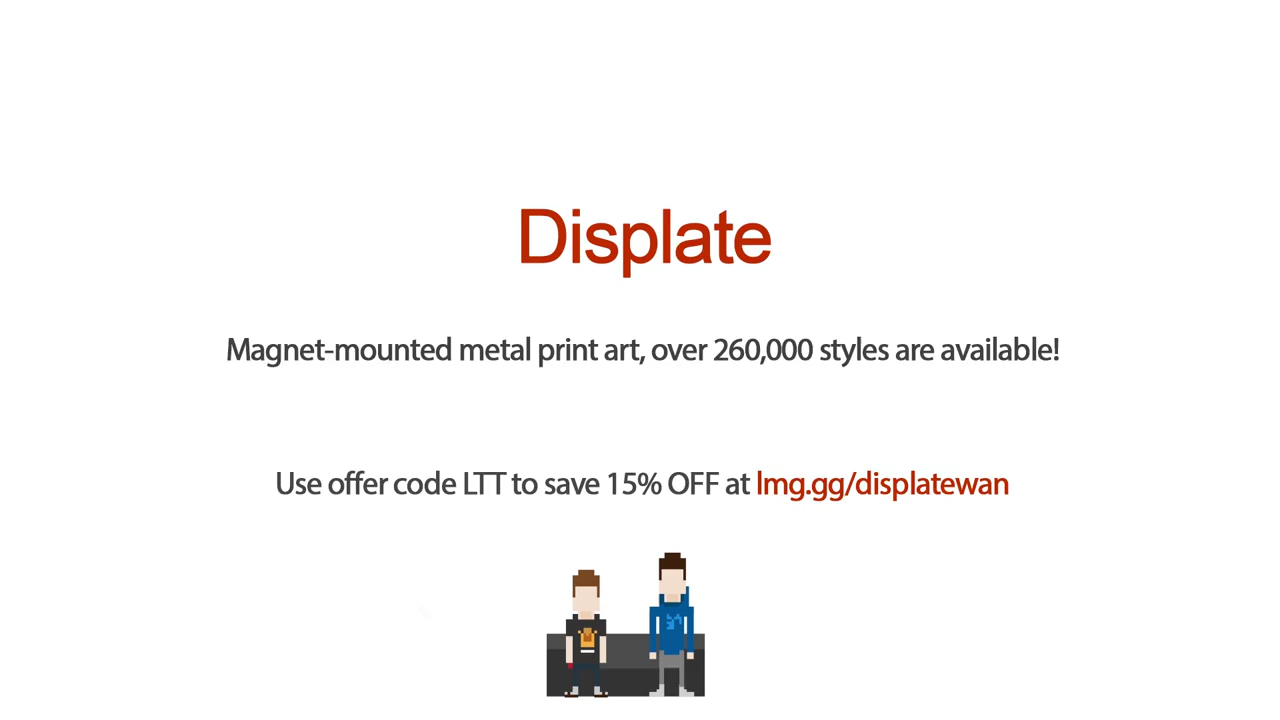 Displate
Magnet-mounted metal print art, over 260,000 styles are available!
Use offer code LTT to save 15% OFF at lmg.gg/displatewan